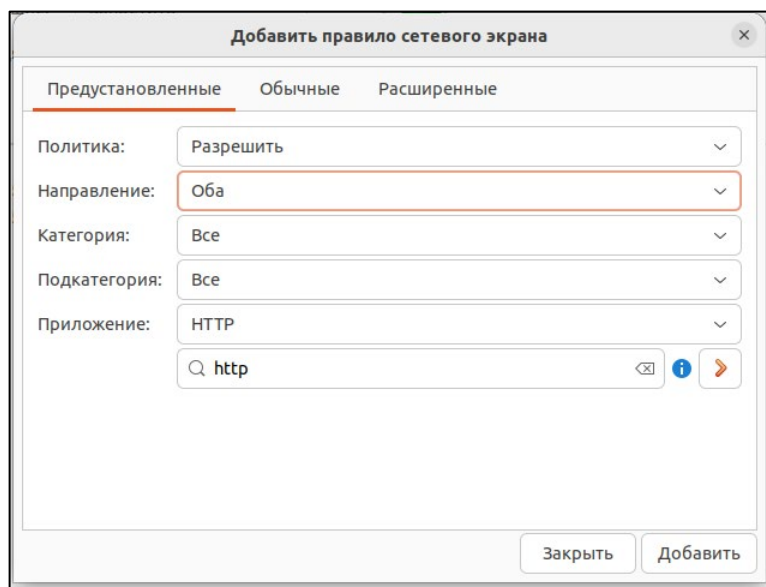 Добавить правило сетевого экрана
Предустановленные Обычные Расширенные
Политика: Разрешить
Направление: Оба
Категория: Все
Подкатегория: Все
Приложение: HTTP
http
Закрыть Добавить